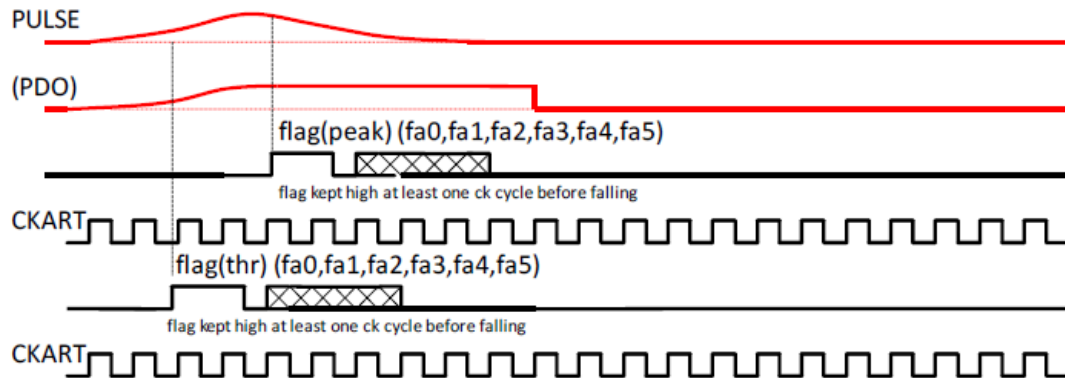 PULSE
(PDO)
flag(peak) (fa0,fa1,fa2,fa3,fa4,fa5)
flag kept high at least one ck cycle before falling
CKART
flag(thr) (fa0,fa1,fa2,fa3,fa4,fa5)
flag kept high at least one ck cycle before falling
CKART